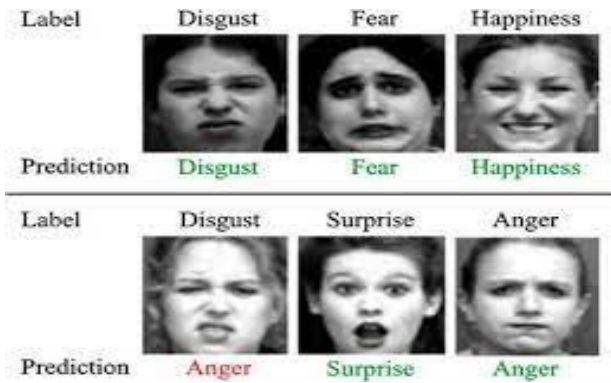 Label Disgust Fear Happiness
Prediction Disgust Fear Happiness
Label Disgust Surprise Anger
Prediction Anger Surprise Anger